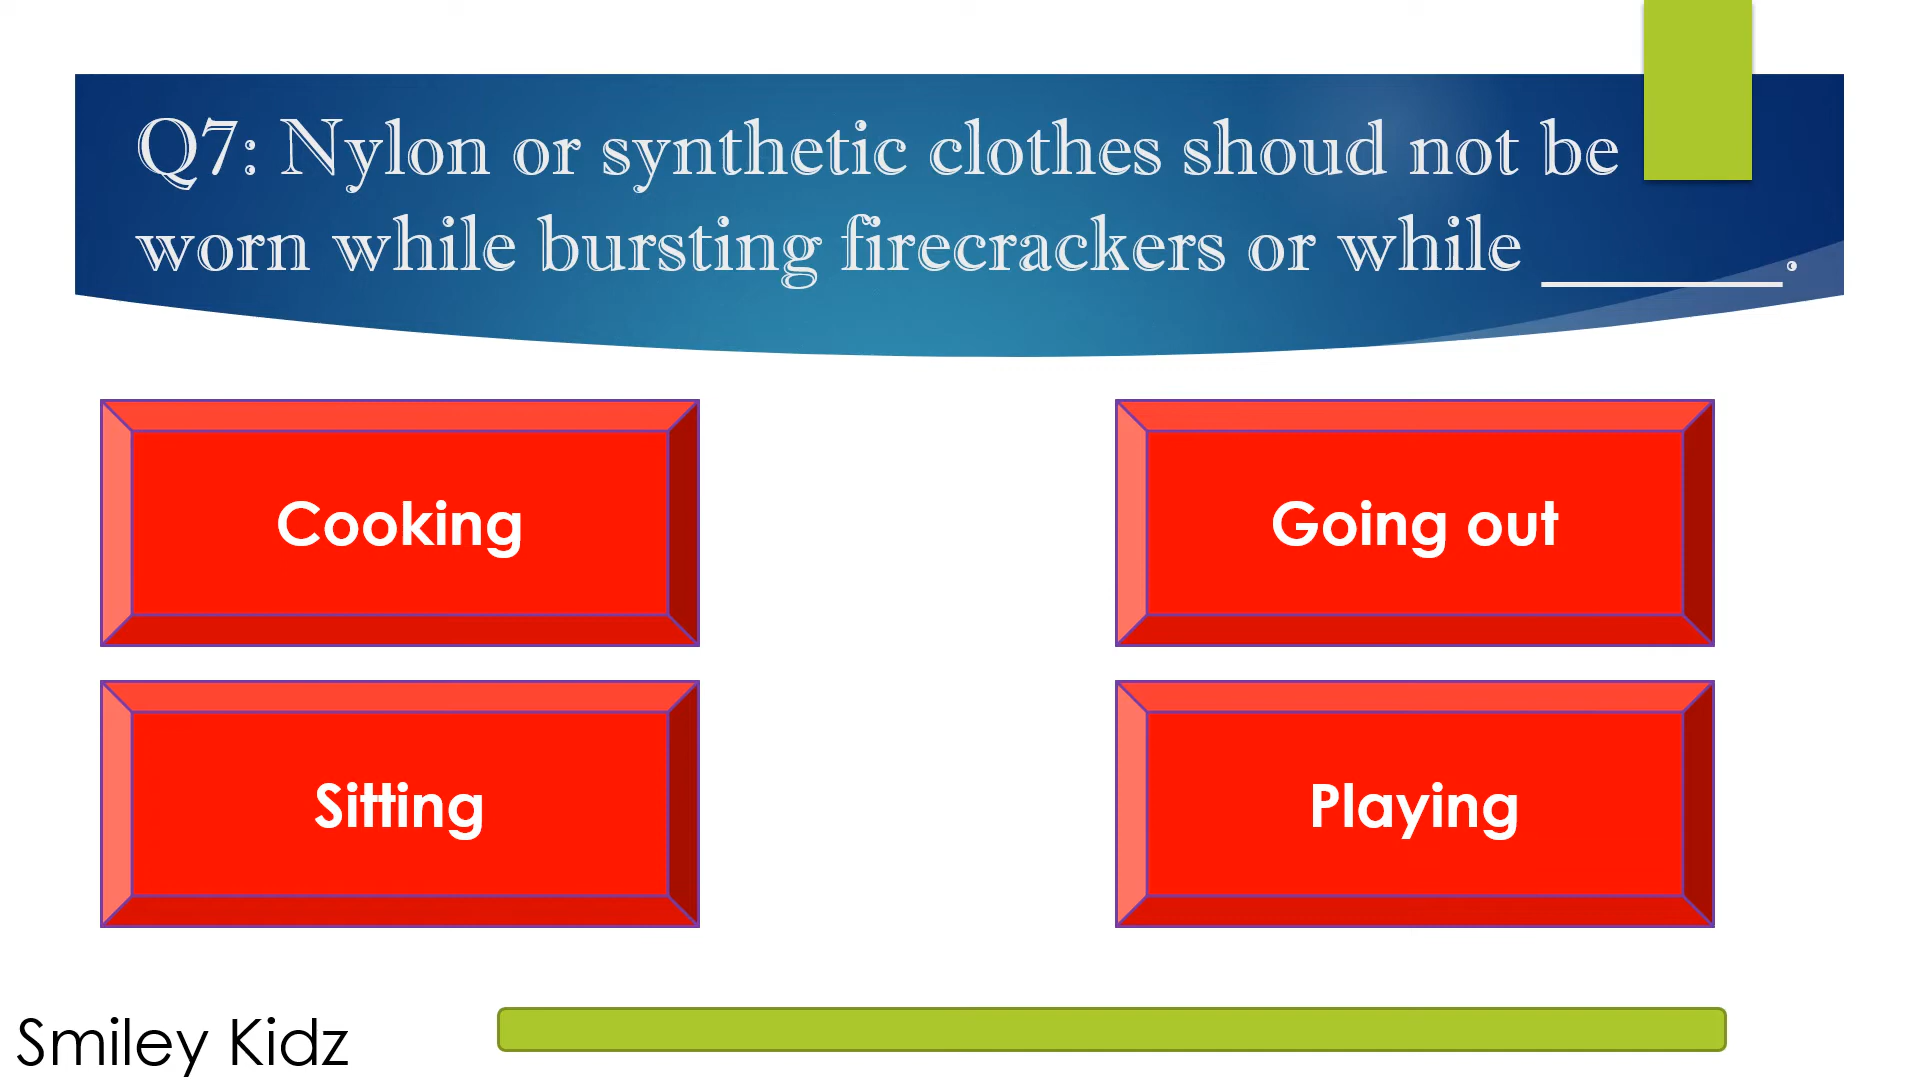 Q7: Nylon or synthetic clothes shoud not be
worn while bursting firecrackers or while ______.
Cooking
Going out
Sitting
Playing
Smiley Kidz